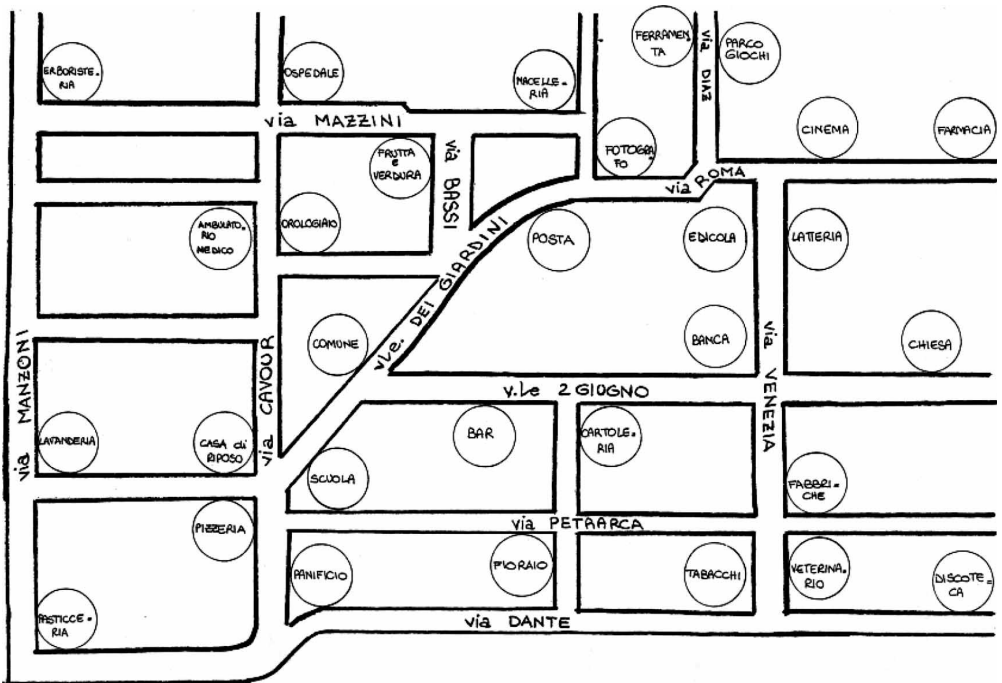 FERRAMEN-
TA
via DIAZ
PARCO
GIOCHI
ERBORISTE-
RIA
OSPEDALE
MACELLE-
RIA
via MAZZINI
CINEMA
FARMACIA
FOTOGRA-
FO
FRUTTA
E
VERDURA
via BASSI
via ROMA
AMBULATO-
RIO
MEDICO
OROLOGIAIO
POSTA
EDICOLA
LATTERIA
v.le. DEI GIARDINI
via MANZONI
via CAVOUR
COMUNE
BANCA
via VENEZIA
CHIESA
v.le 2 GIUGNO
LAVANDERIA
CASA di
RIPOSO
BAR
CARTOLE-
RIA
SCUOLA
FABBRI-
CHE
PIZZERIA
via PETRARCA
PANIFICIO
FIORAIO
TABACCHI
VETERINA-
RIO
DISCOTE-
CA
PASTICCE-
RIA
via DANTE